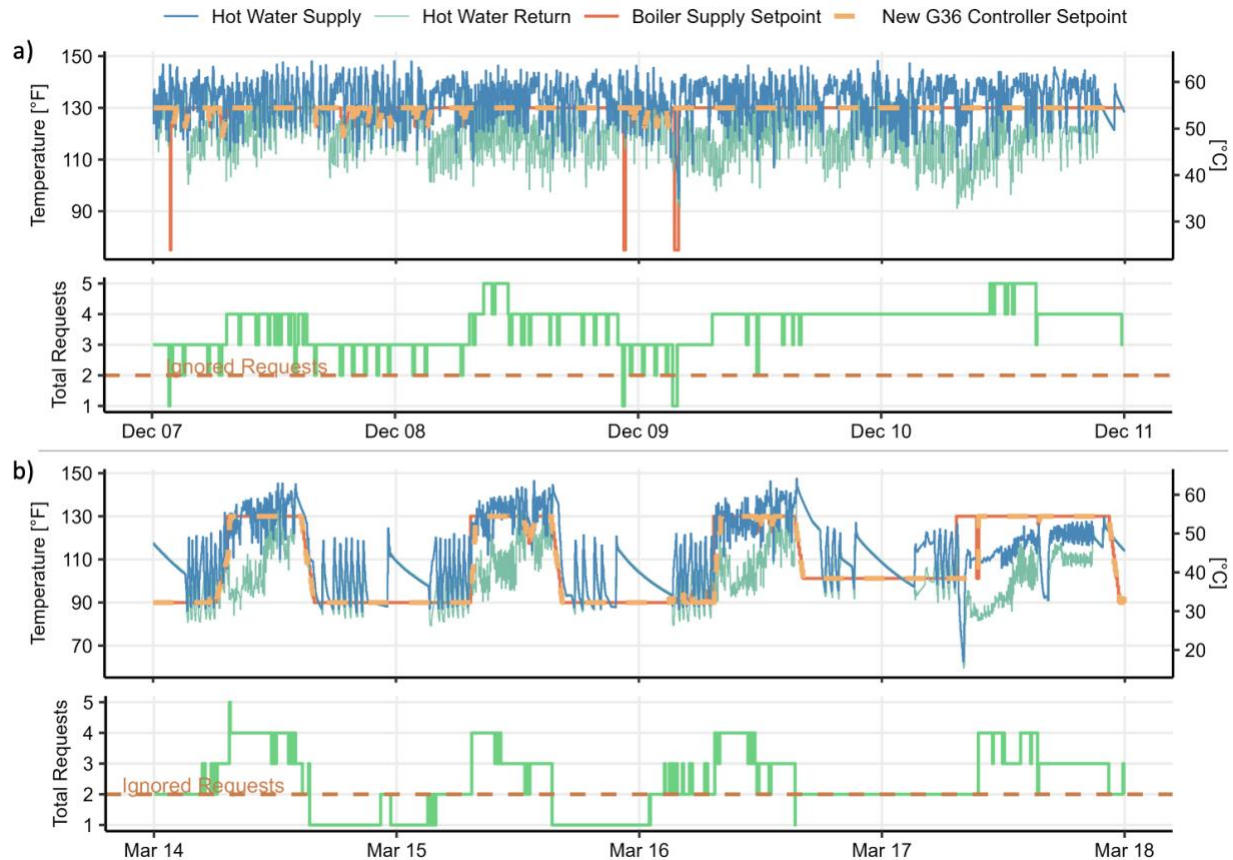 Hot Water Supply Hot Water Return Boiler Supply Setpoint New G36 Controller Setpoint
a)
Temperature [°F]
150
130
110
90
60
50
40
30
[°C]
Total Requests
5
4
3
2
1
Ignored Requests
Dec 07 Dec 08 Dec 09 Dec 10 Dec 11
b)
Temperature [°F]
150
130
110
90
70
60
50
40
30
20
[°C]
Total Requests
5
4
3
2
1
Ignored Requests
Mar 14 Mar 15 Mar 16 Mar 17 Mar 18